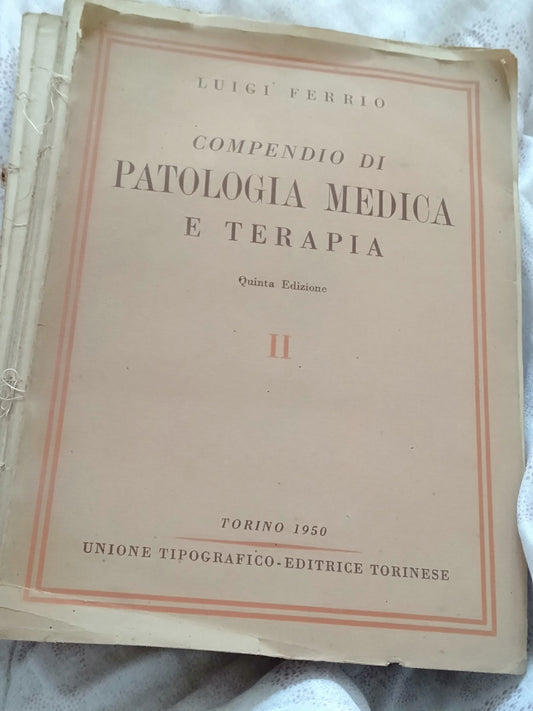 LUIGI FERRIO
COMPENDIO DI
PATOLOGIA MEDICA
E TERAPIA
Quinta Edizione
II
TORINO 1950
UNIONE TIPOGRAFICO-EDITRICE TORINESE